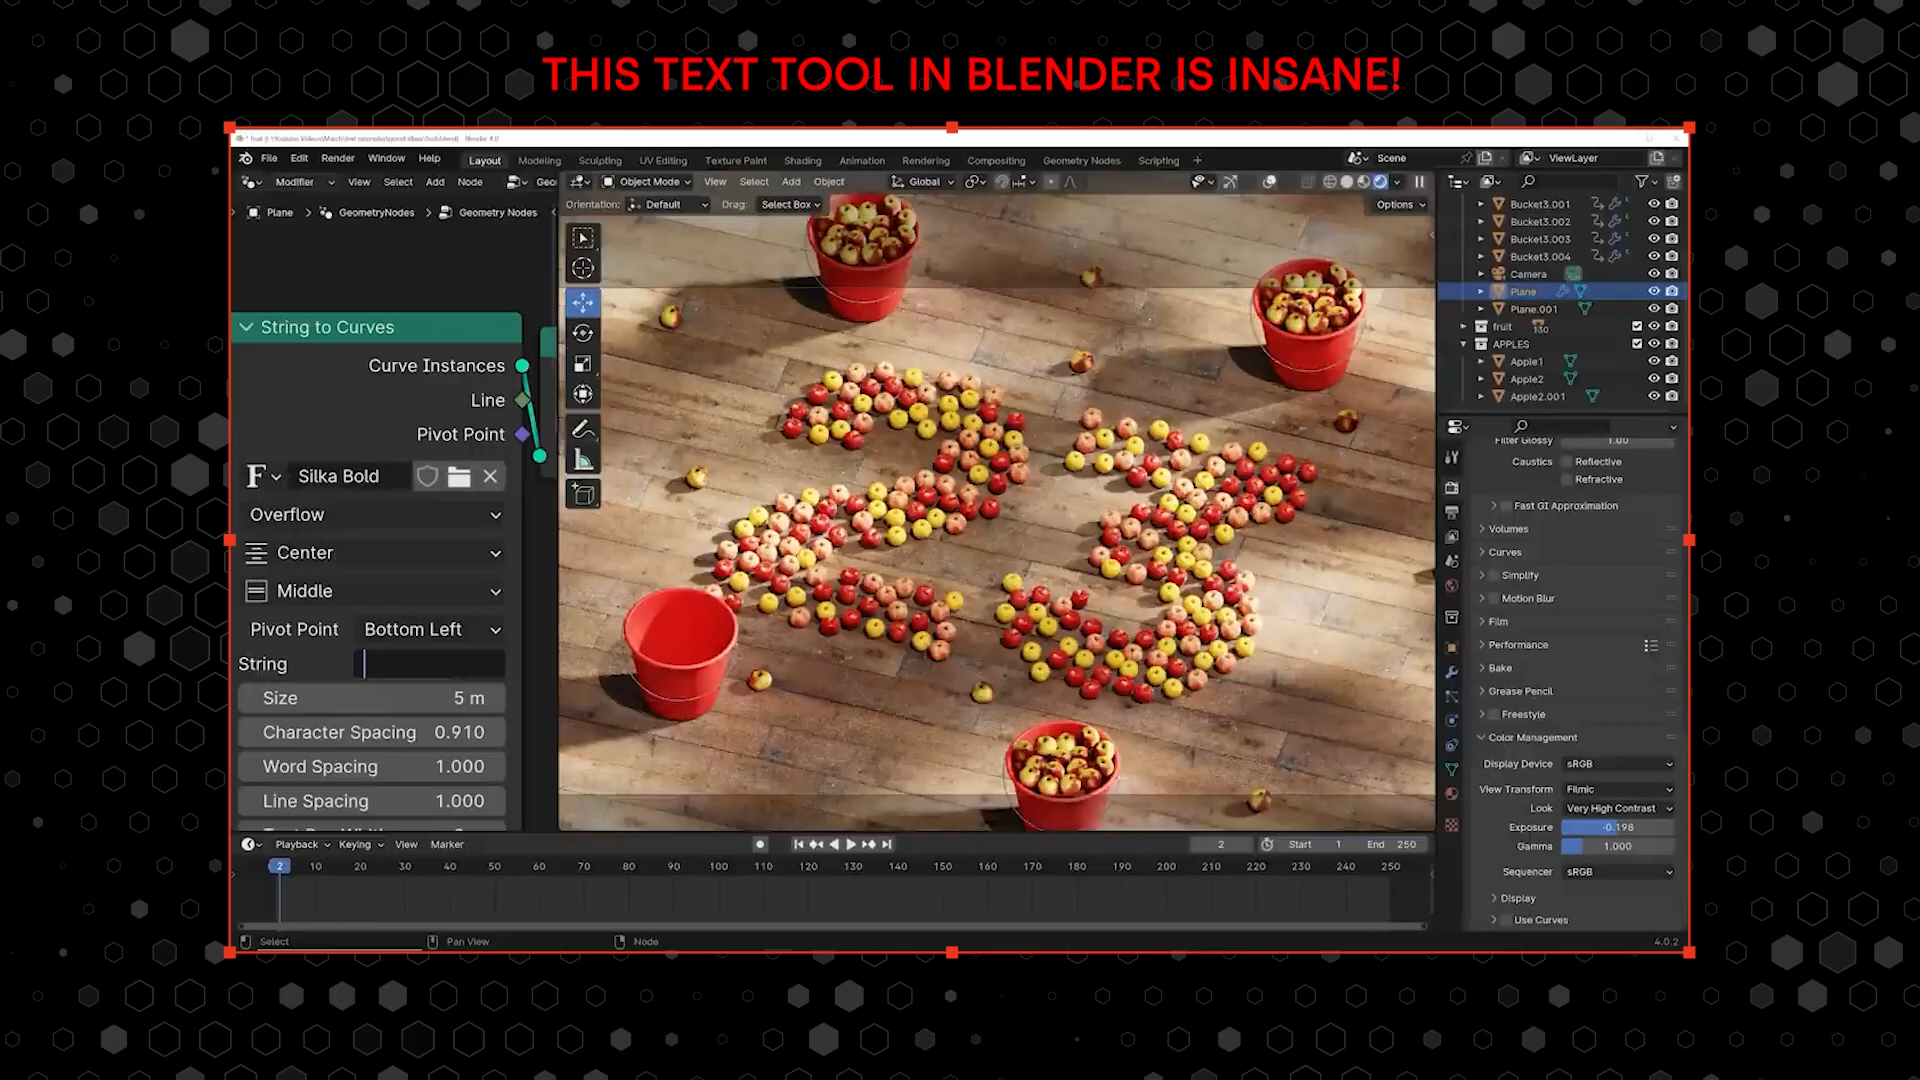 THIS TEXT TOOL IN BLENDER IS INSANE!
File Edit Render Window Help Layout Modeling Sculpting UV Editing Texture Paint Shading Animation Rendering Compositing Geometry Nodes Scripting + Scene ViewLayer
Modifier View Select Add Node Geo Object Mode View Select Add Object Global
Orientation: Default Drag: Select Box Options
Plane > GeometryNodes > Geometry Nodes
Bucket3.001
Bucket3.002
Bucket3.003
Bucket3.004
Camera
Plane
Plane.001
fruit 130
APPLES
Apple1
Apple2
Apple2.001
String to Curves
Curve Instances
Line
Pivot Point
F Silka Bold
Overflow
Center
Middle
Pivot Point Bottom Left
String
Size 5 m
Character Spacing 0.910
Word Spacing 1.000
Line Spacing 1.000
23
Filter Glossy 1.00
Caustics Reflective
Refractive
Fast GI Approximation
Volumes
Curves
Simplify
Motion Blur
Film
Performance
Bake
Grease Pencil
Freestyle
Color Management
Display Device sRGB
View Transform Filmic
Look Very High Contrast
Exposure -0.198
Gamma 1.000
Sequencer sRGB
Display
Use Curves
Playback Keying View Marker 2 Start 1 End 250
2 10 20 30 40 50 60 70 80 90 100 110 120 130 140 150 160 170 180 190 200 210 220 230 240 250
Select Pan View Node 4.0.2